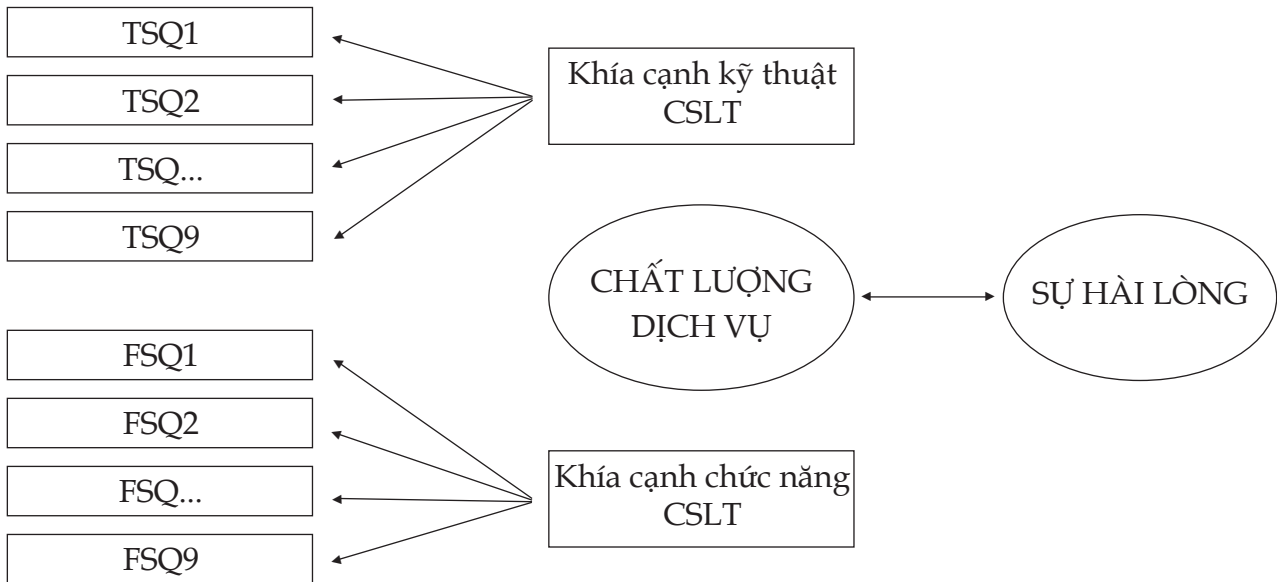 TSQ1
TSQ2
TSQ...
TSQ9
Khía cạnh kỹ thuật
CSLT
CHẤT LƯỢNG
DỊCH VỤ
SỰ HÀI LÒNG
FSQ1
FSQ2
FSQ...
FSQ9
Khía cạnh chức năng
CSLT